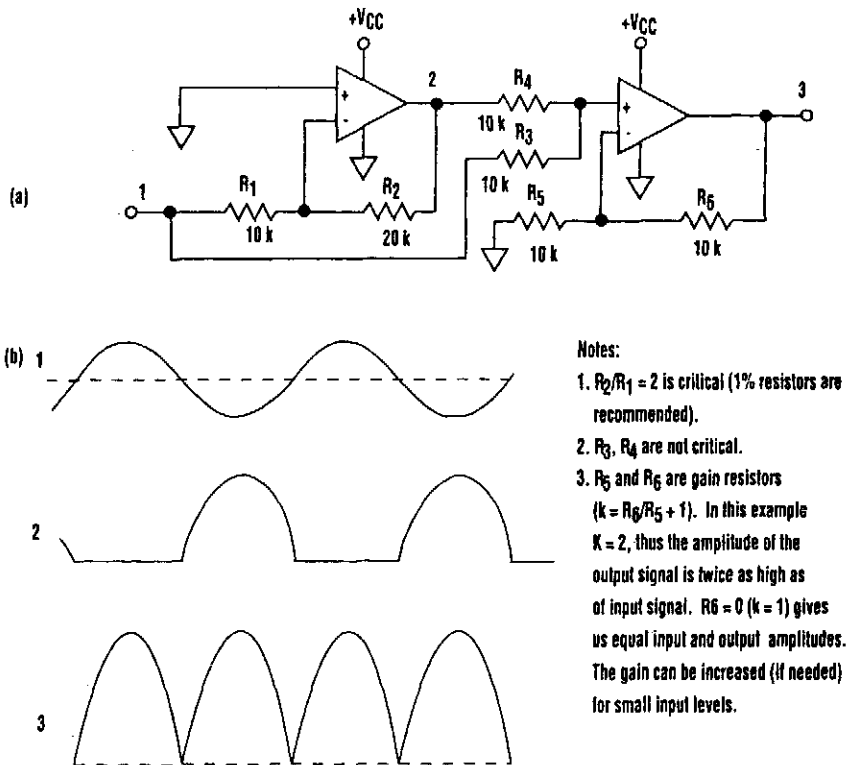 +VCC
+VCC
2
R4
3
+
-
10 k
R3
+
-
(a)
1
R1
R2
10 k
R5
R6
10 k
20 k
10 k
10 k
(b)
1
2
3
Notes:
1. R2/R1 = 2 is critical (1% resistors are
recommended).
2. R3, R4 are not critical.
3. R5 and R6 are gain resistors
(k = R6/R5 + 1). In this example
K = 2, thus the amplitude of the
output signal is twice as high as
of input signal. R6 = 0 (k = 1) gives
us equal input and output amplitudes.
The gain can be increased (if needed)
for small input levels.